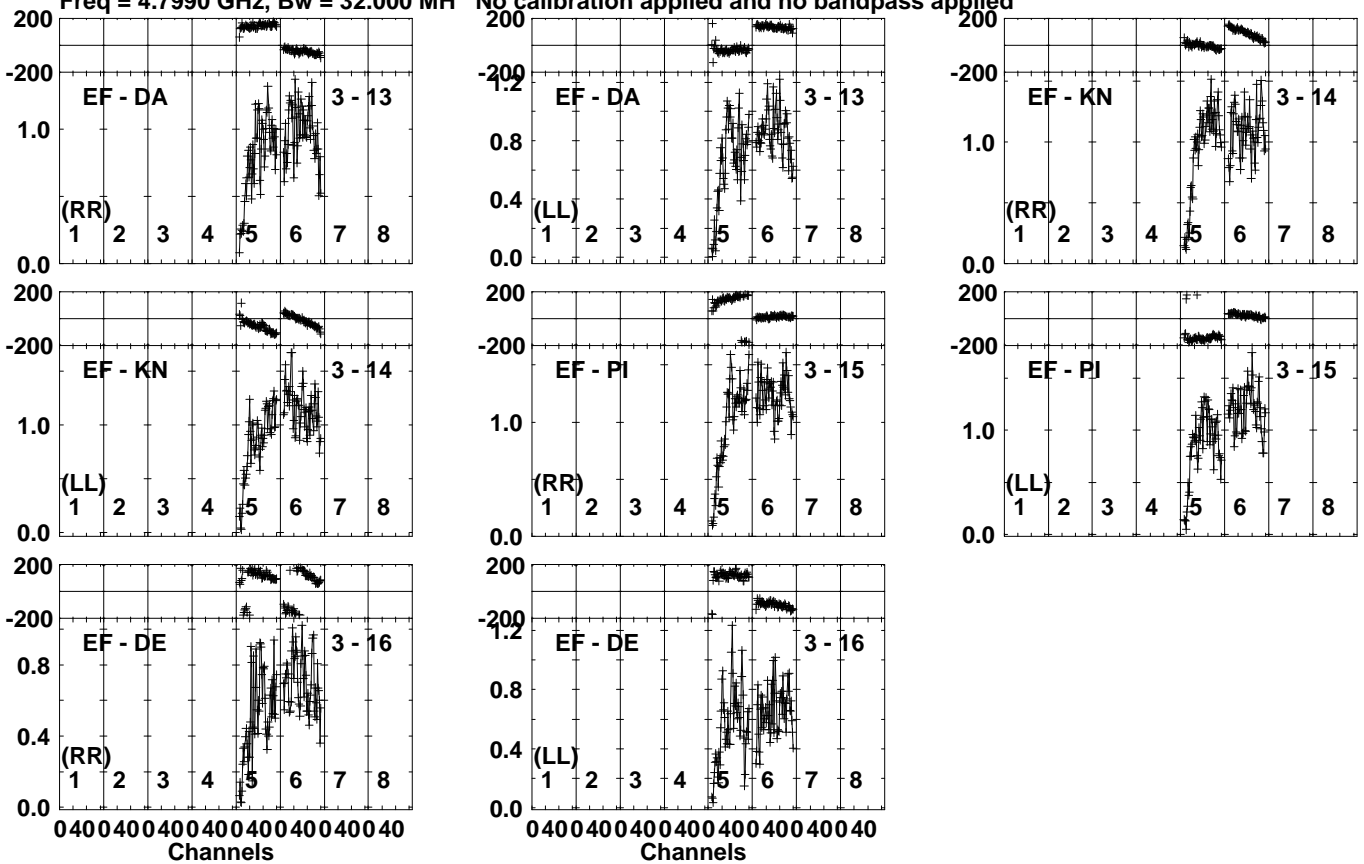 Freq = 4.7990 GHz, Bw = 32.000 MH No calibration applied and no bandpass applied
200
-200
EF - DA 3 - 13
1.0
(RR)
1 2 3 4 5 6 7 8
0.0
200
-200
1.2
EF - DA 3 - 13
0.8
0.4
(LL)
1 2 3 4 5 6 7 8
0.0
200
-200
EF - KN 3 - 14
1.0
(RR)
1 2 3 4 5 6 7 8
0.0
200
-200
EF - KN 3 - 14
1.0
(LL)
1 2 3 4 5 6 7 8
0.0
200
-200
EF - PI 3 - 15
1.0
(RR)
1 2 3 4 5 6 7 8
0.0
200
-200
EF - PI 3 - 15
1.0
(LL)
1 2 3 4 5 6 7 8
0.0
200
-200
EF - DE 3 - 16
0.8
0.4
(RR)
1 2 3 4 5 6 7 8
0.0
0 40 0 40 0 40 0 40 0 40 0 40 0 40 0 40
Channels
200
-200
1.2
EF - DE 3 - 16
0.8
0.4
(LL)
1 2 3 4 5 6 7 8
0.0
0 40 0 40 0 40 0 40 0 40 0 40 0 40 0 40
Channels